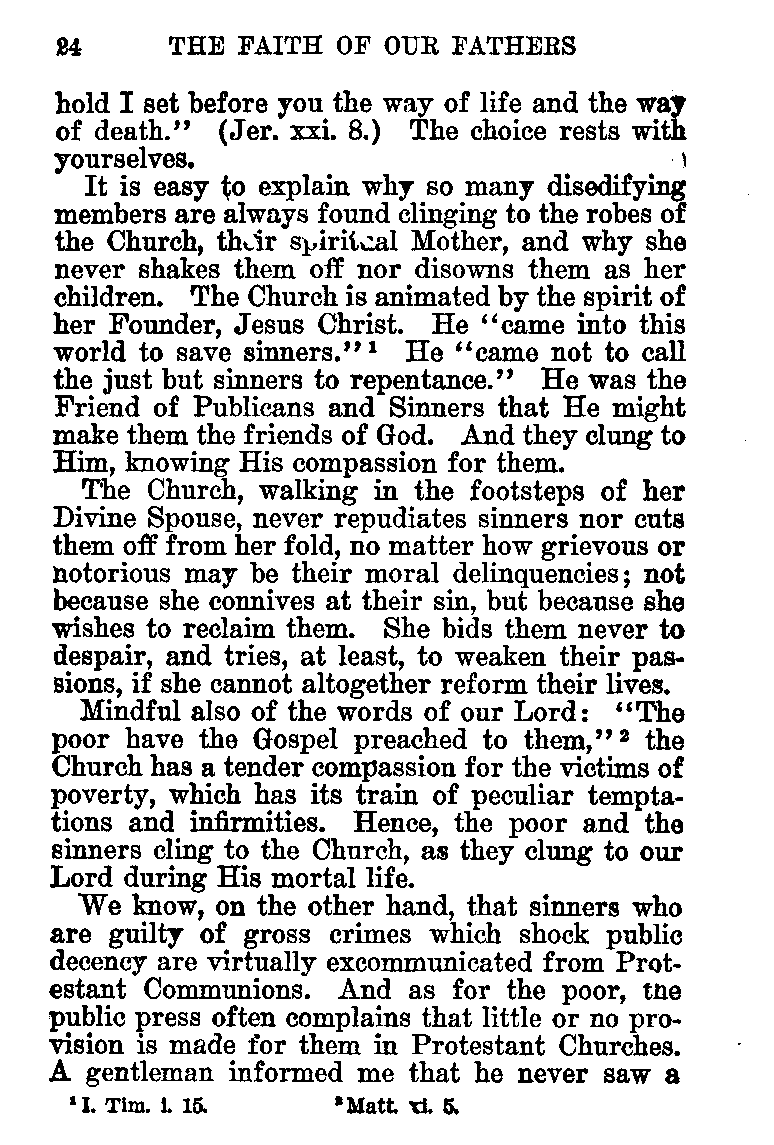 24 THE FAITH OF OUR FATHERS
hold I set before you the way of life and the way
of death." (Jer. xxi. 8.) The choice rests with
yourselves.
It is easy to explain why so many disedifying
members are always found clinging to the robes of
the Church, their spiritual Mother, and why she
never shakes them off nor disowns them as her
children. The Church is animated by the spirit of
her Founder, Jesus Christ. He "came into this
world to save sinners."¹ He "came not to call
the just but sinners to repentance." He was the
Friend of Publicans and Sinners that He might
make them the friends of God. And they clung to
Him, knowing His compassion for them.
The Church, walking in the footsteps of her
Divine Spouse, never repudiates sinners nor cuts
them off from her fold, no matter how grievous or
notorious may be their moral delinquencies; not
because she connives at their sin, but because she
wishes to reclaim them. She bids them never to
despair, and tries, at least, to weaken their pas-
sions, if she cannot altogether reform their lives.
Mindful also of the words of our Lord: "The
poor have the Gospel preached to them,"² the
Church has a tender compassion for the victims of
poverty, which has its train of peculiar tempta-
tions and infirmities. Hence, the poor and the
sinners cling to the Church, as they clung to our
Lord during His mortal life.
We know, on the other hand, that sinners who
are guilty of gross crimes which shock public
decency are virtually excommunicated from Prot-
estant Communions. And as for the poor, the
public press often complains that little or no pro-
vision is made for them in Protestant Churches.
A gentleman informed me that he never saw a
¹ I. Tim. i. 15. ² Matt. xi. 5.